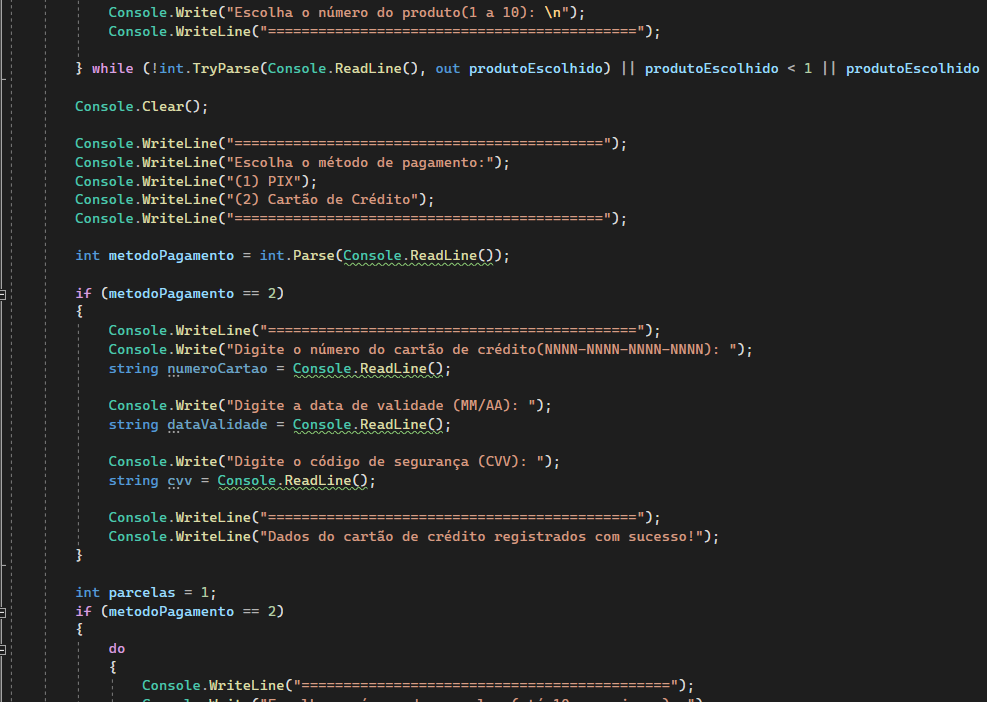 Console.Write("Escolha o número do produto(1 a 10): \n");
Console.WriteLine("============================================");
} while (!int.TryParse(Console.ReadLine(), out produtoEscolhido) || produtoEscolhido < 1 || produtoEscolhido
Console.Clear();
Console.WriteLine("============================================");
Console.WriteLine("Escolha o método de pagamento:");
Console.WriteLine("(1) PIX");
Console.WriteLine("(2) Cartão de Crédito");
Console.WriteLine("============================================");
int metodoPagamento = int.Parse(Console.ReadLine());
if (metodoPagamento == 2)
{
Console.WriteLine("============================================");
Console.Write("Digite o número do cartão de crédito(NNNN-NNNN-NNNN-NNNN): ");
string numeroCartao = Console.ReadLine();
Console.Write("Digite a data de validade (MM/AA): ");
string dataValidade = Console.ReadLine();
Console.Write("Digite o código de segurança (CVV): ");
string cvv = Console.ReadLine();
Console.WriteLine("============================================");
Console.WriteLine("Dados do cartão de crédito registrados com sucesso!");
}
int parcelas = 1;
if (metodoPagamento == 2)
{
do
{
Console.WriteLine("============================================");